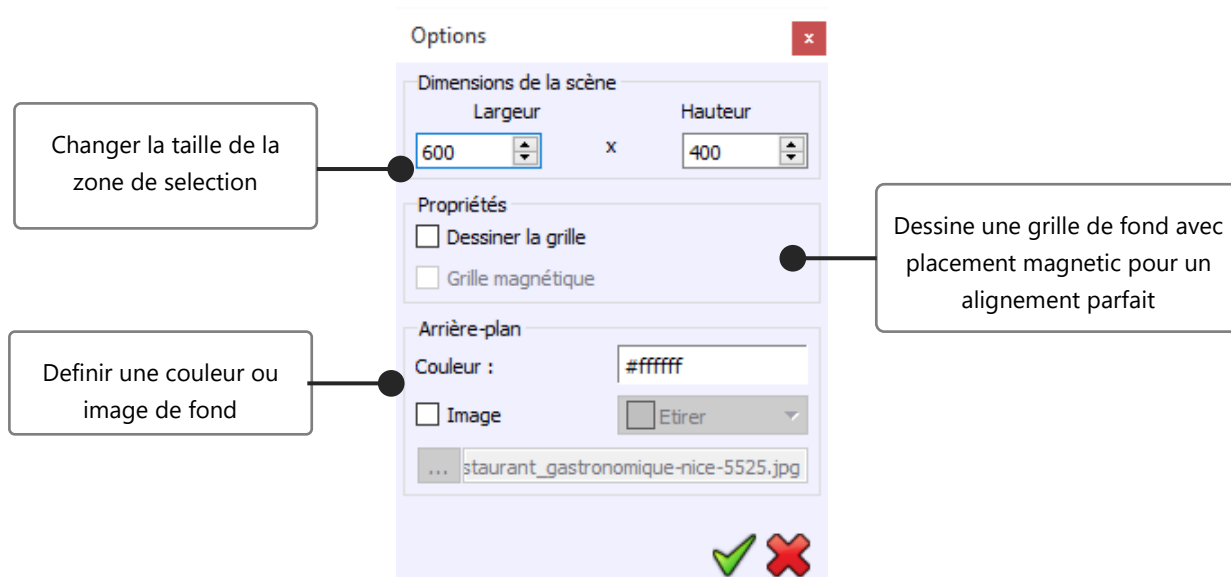 Options
x
Dimensions de la scène
Largeur
Hauteur
600
x
400
Changer la taille de la
zone de selection
Propriétés
Dessiner la grille
Grille magnétique
Dessine une grille de fond avec
placement magnetic pour un
alignement parfait
Arrière-plan
Couleur :
#ffffff
Image
Etirer
... staurant_gastronomique-nice-5525.jpg
Definir une couleur ou
image de fond